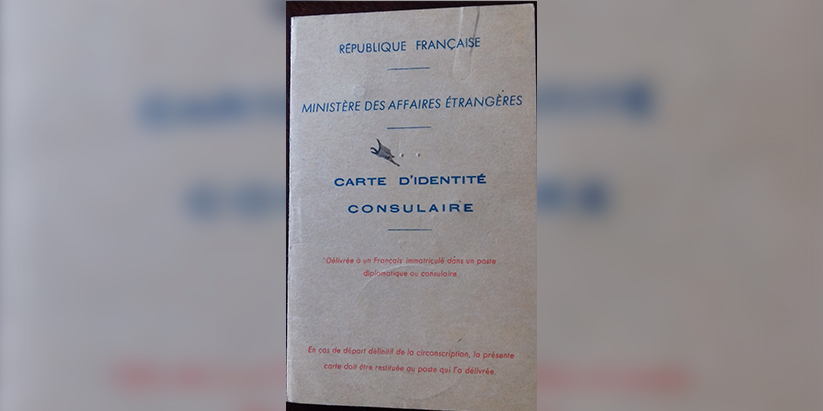 RÉPUBLIQUE FRANÇAISE
MINISTÈRE DES AFFAIRES ÉTRANGÈRES
CARTE D'IDENTITÉ
CONSULAIRE
Délivrée à un Français immatriculé dans un poste
diplomatique ou consulaire
En cas de départ définitif de la circonscription, la présente
carte doit être restituée au poste qui l'a délivrée.